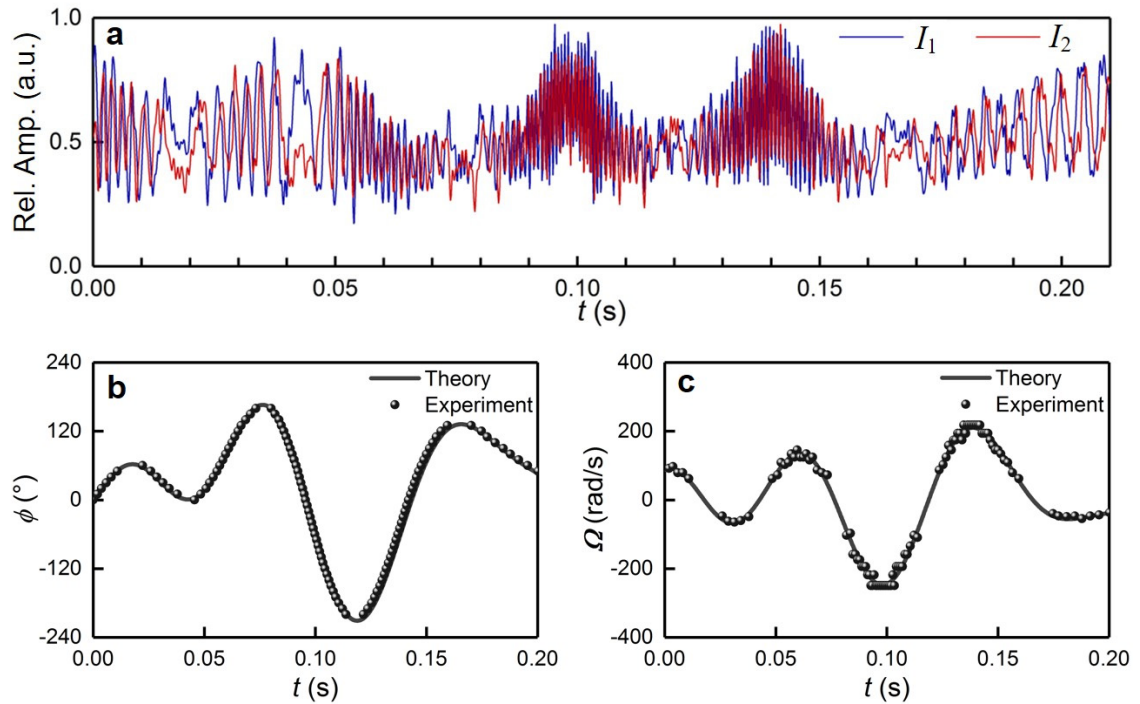 a
I1
I2
Rel. Amp. (a.u.)
1.0
0.5
0.0
0.00
0.05
0.10
0.15
0.20
t (s)
b
Theory
Experiment
ϕ (°)
240
120
0
-120
-240
0.00
0.05
0.10
0.15
0.20
t (s)
c
Theory
Experiment
Ω (rad/s)
400
200
0
-200
-400
0.00
0.05
0.10
0.15
0.20
t (s)